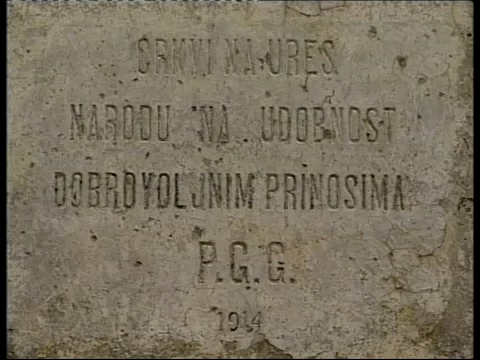 CRKVI NA URES
NARODU NA UDOBNOST
DOBROVOLJNIM PRINOSIMA
P.G.G.
1914